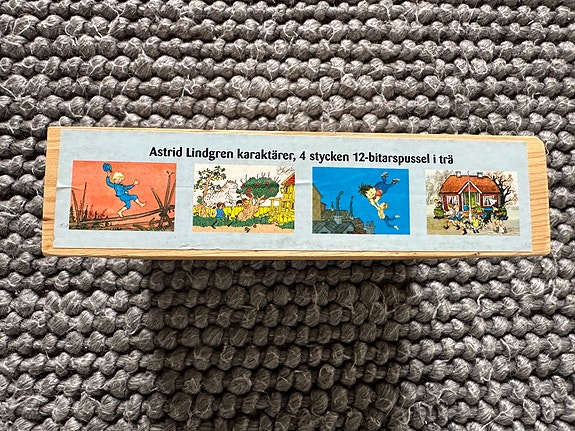 Astrid Lindgren karaktärer, 4 stycken 12-bitarspussel i trä